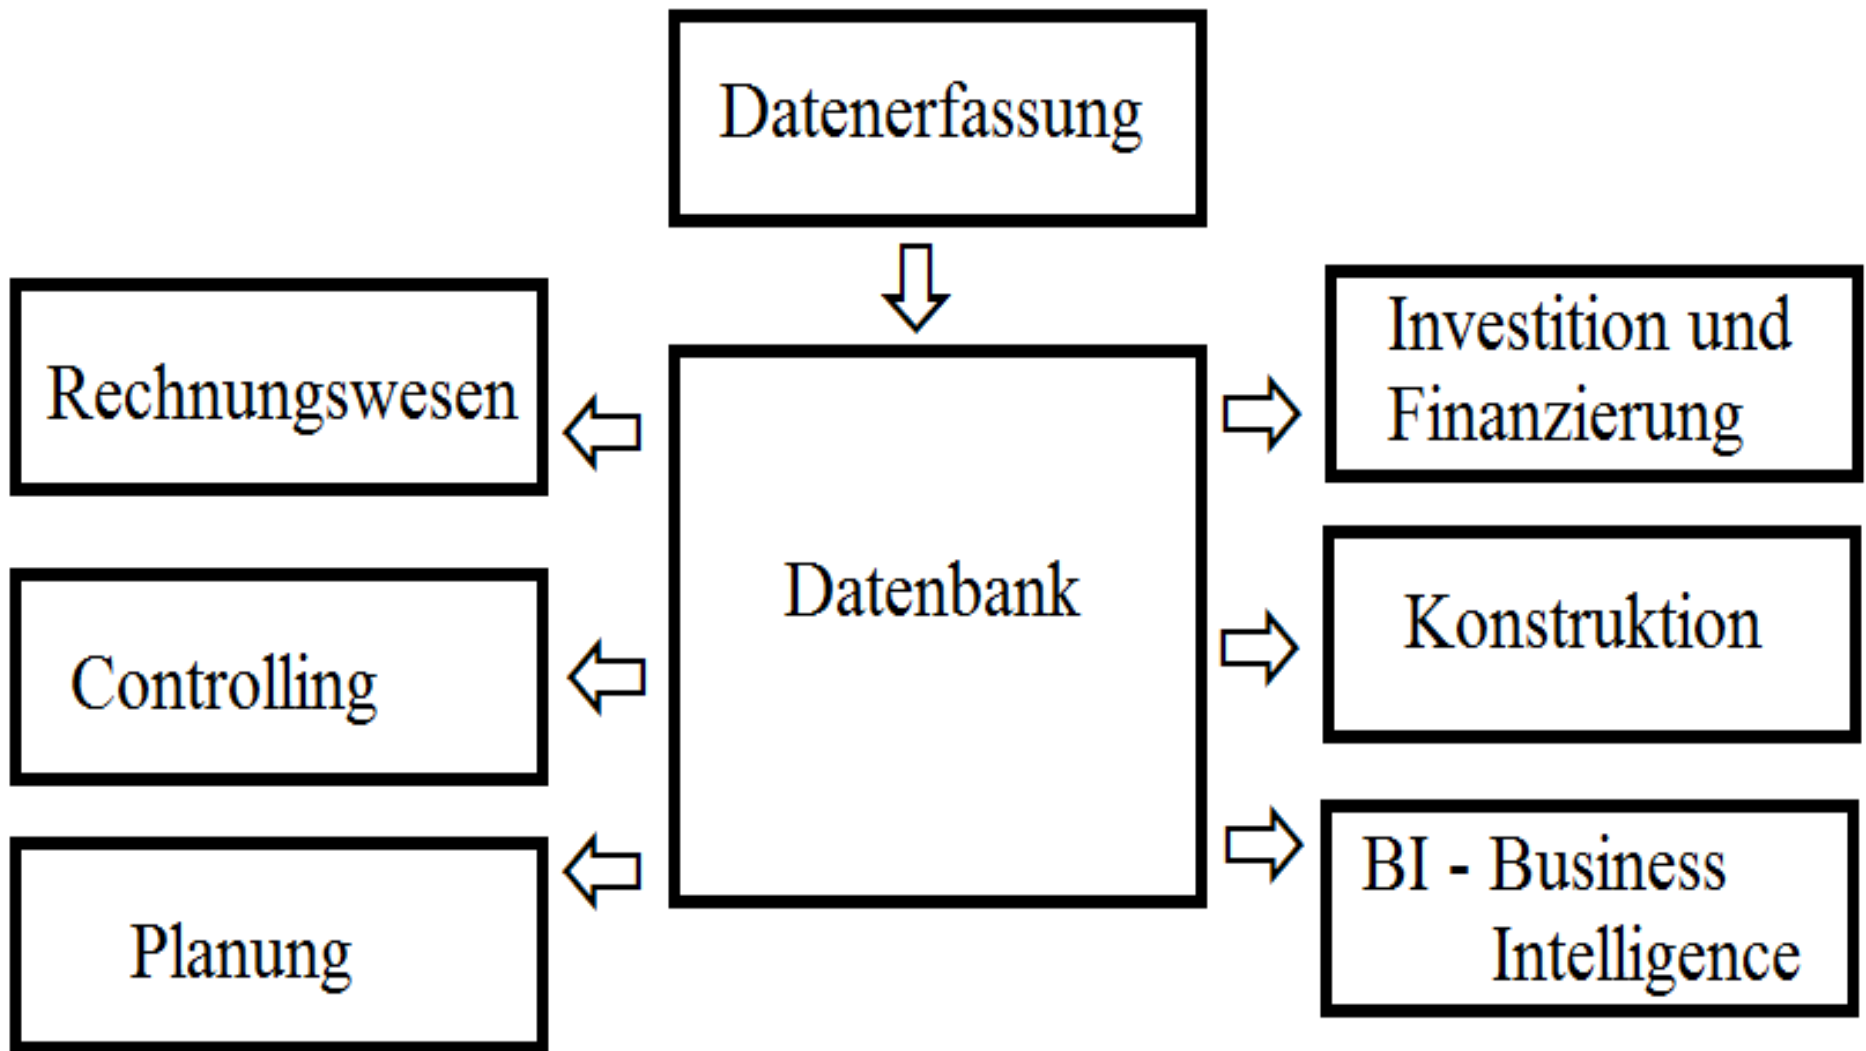 Datenerfassung
Rechnungswesen
Controlling
Planung
Datenbank
Investition und
Finanzierung
Konstruktion
BI - Business
Intelligence